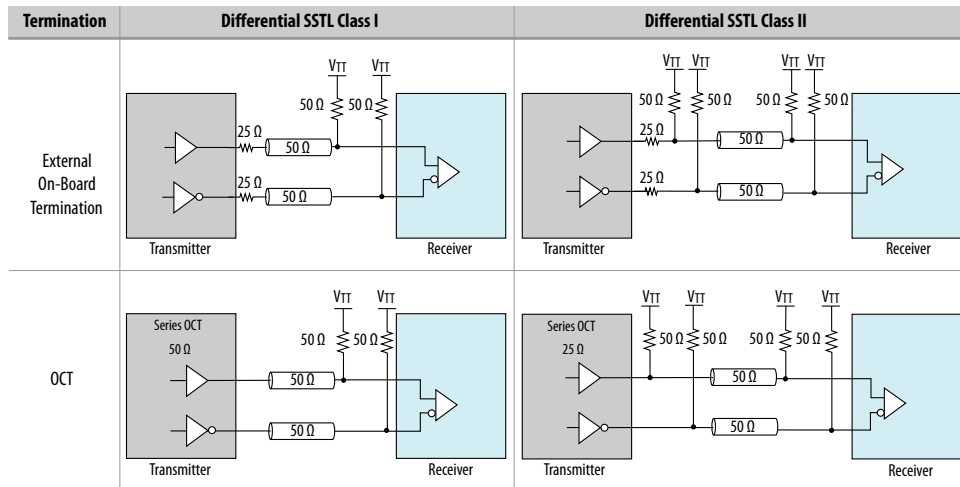 Termination Differential SSTL Class I Differential SSTL Class II
External
On-Board
Termination
VTT VTT
50 Ω 50 Ω
25 Ω
50 Ω
25 Ω
50 Ω
Transmitter Receiver
VTT VTT VTT VTT
50 Ω 50 Ω 50 Ω 50 Ω
25 Ω
50 Ω
25 Ω
50 Ω
Transmitter Receiver
OCT
VTT VTT
Series OCT
50 Ω
50 Ω 50 Ω
50 Ω
50 Ω
Transmitter Receiver
VTT VTT VTT VTT
Series OCT
25 Ω
50 Ω 50 Ω 50 Ω 50 Ω
50 Ω
50 Ω
Transmitter Receiver